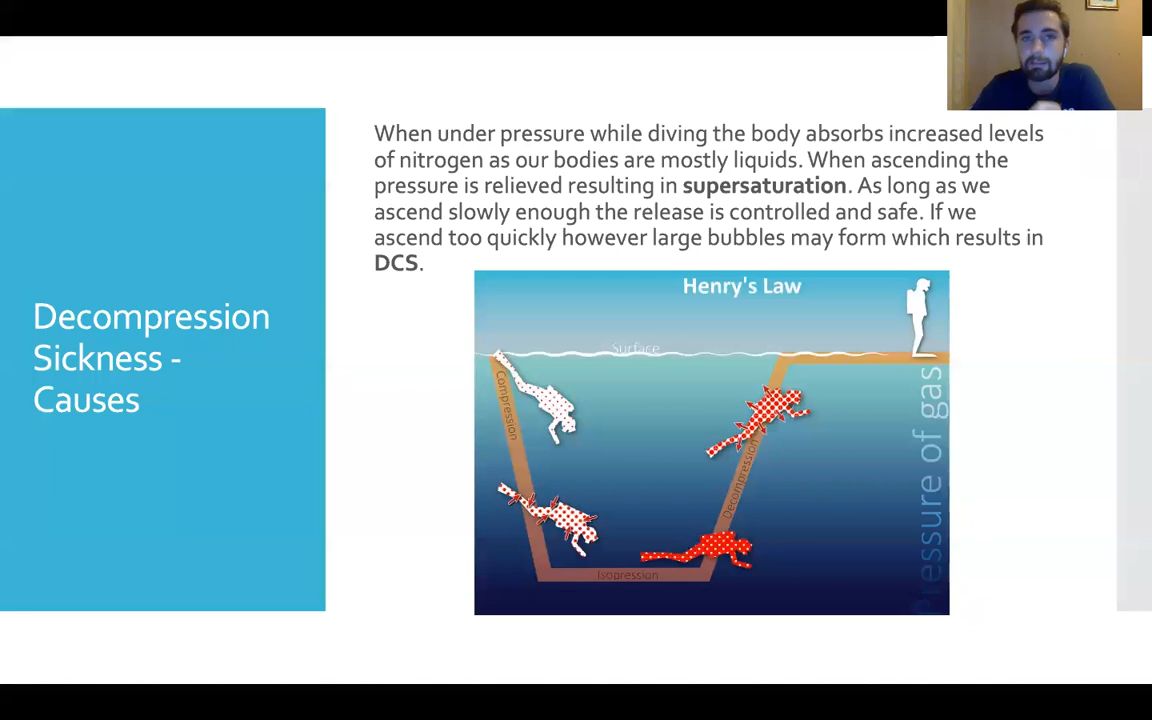 When under pressure while diving the body absorbs increased levels
of nitrogen as our bodies are mostly liquids. When ascending the
pressure is relieved resulting in supersaturation. As long as we
ascend slowly enough the release is controlled and safe. If we
ascend too quickly however large bubbles may form which results in
DCS.
Decompression
Sickness -
Causes
Henry's Law
Surface
Compression
Isopression
Decompression
Pressure of gas